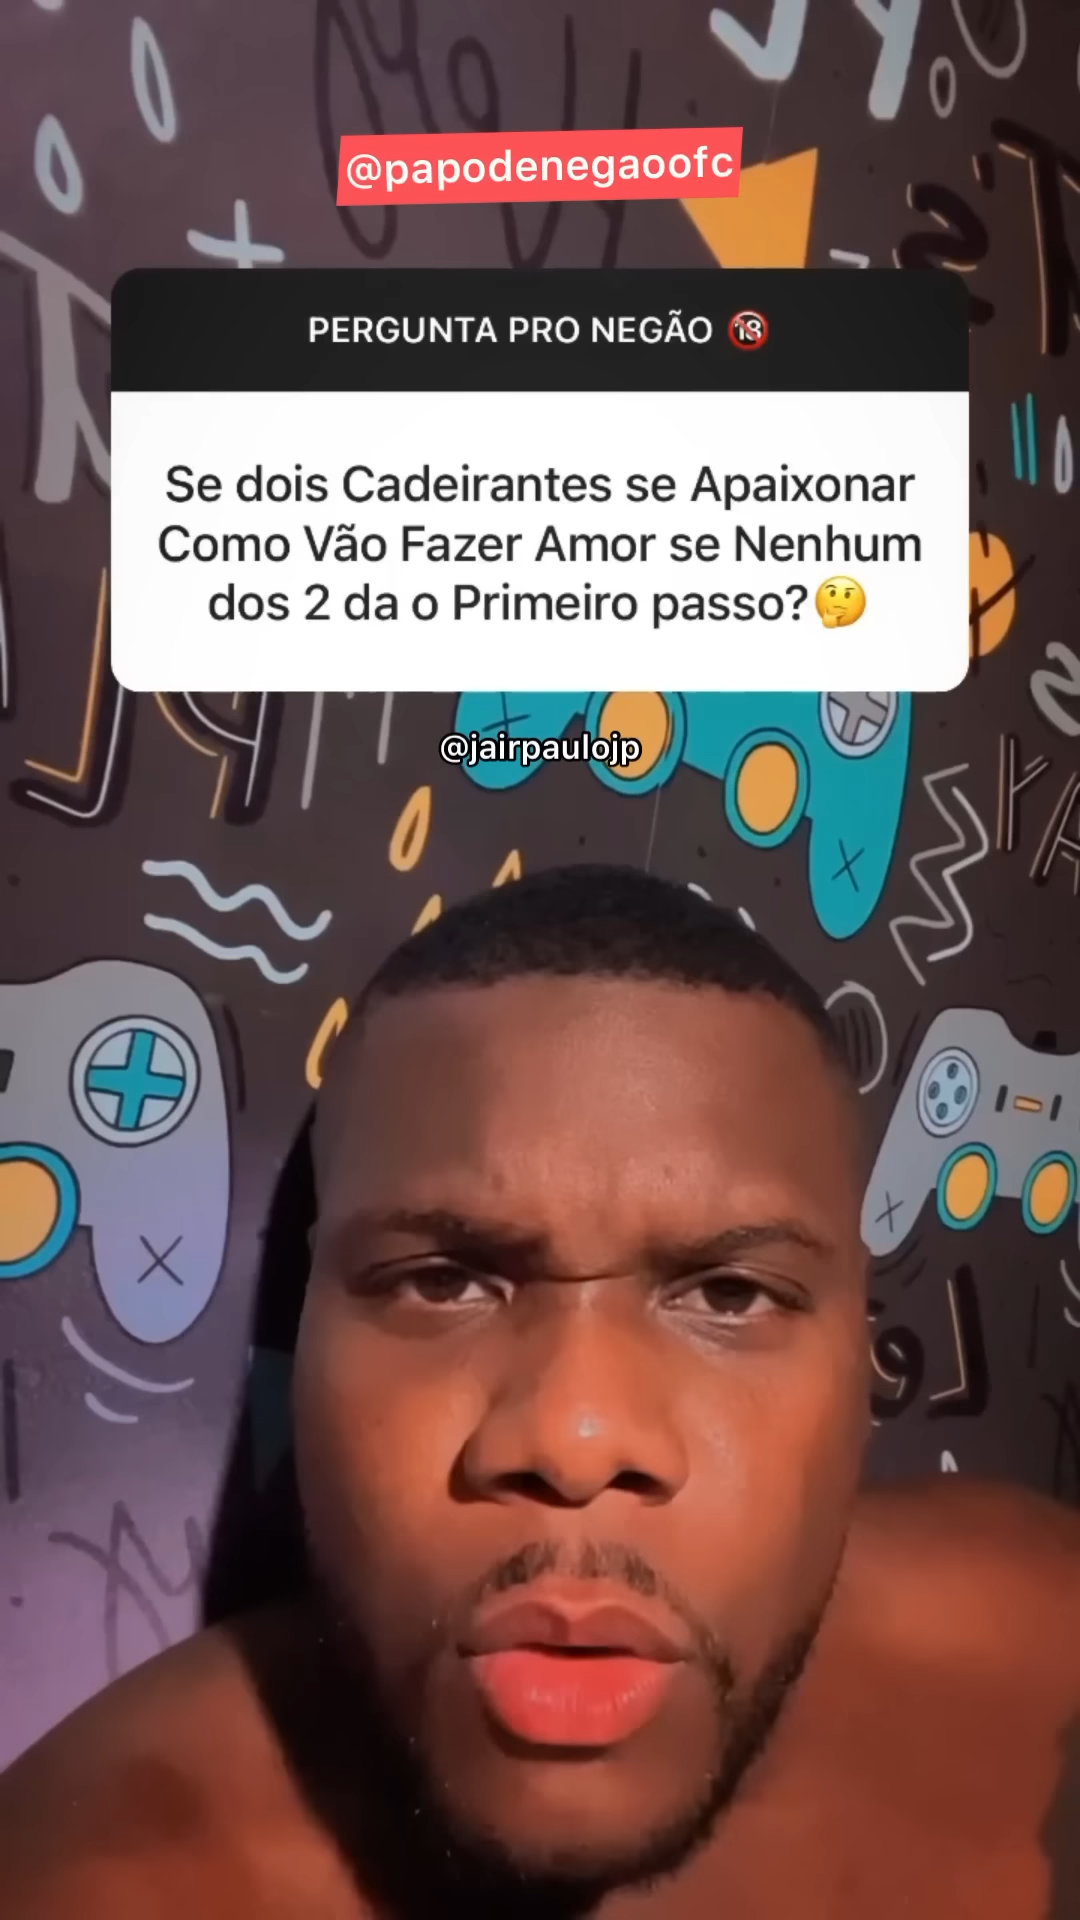 @papodenegaoofc
PERGUNTA PRO NEGÃO 🔞
Se dois Cadeirantes se Apaixonar
Como Vão Fazer Amor se Nenhum
dos 2 da o Primeiro passo?🤔
@jairpaulojp